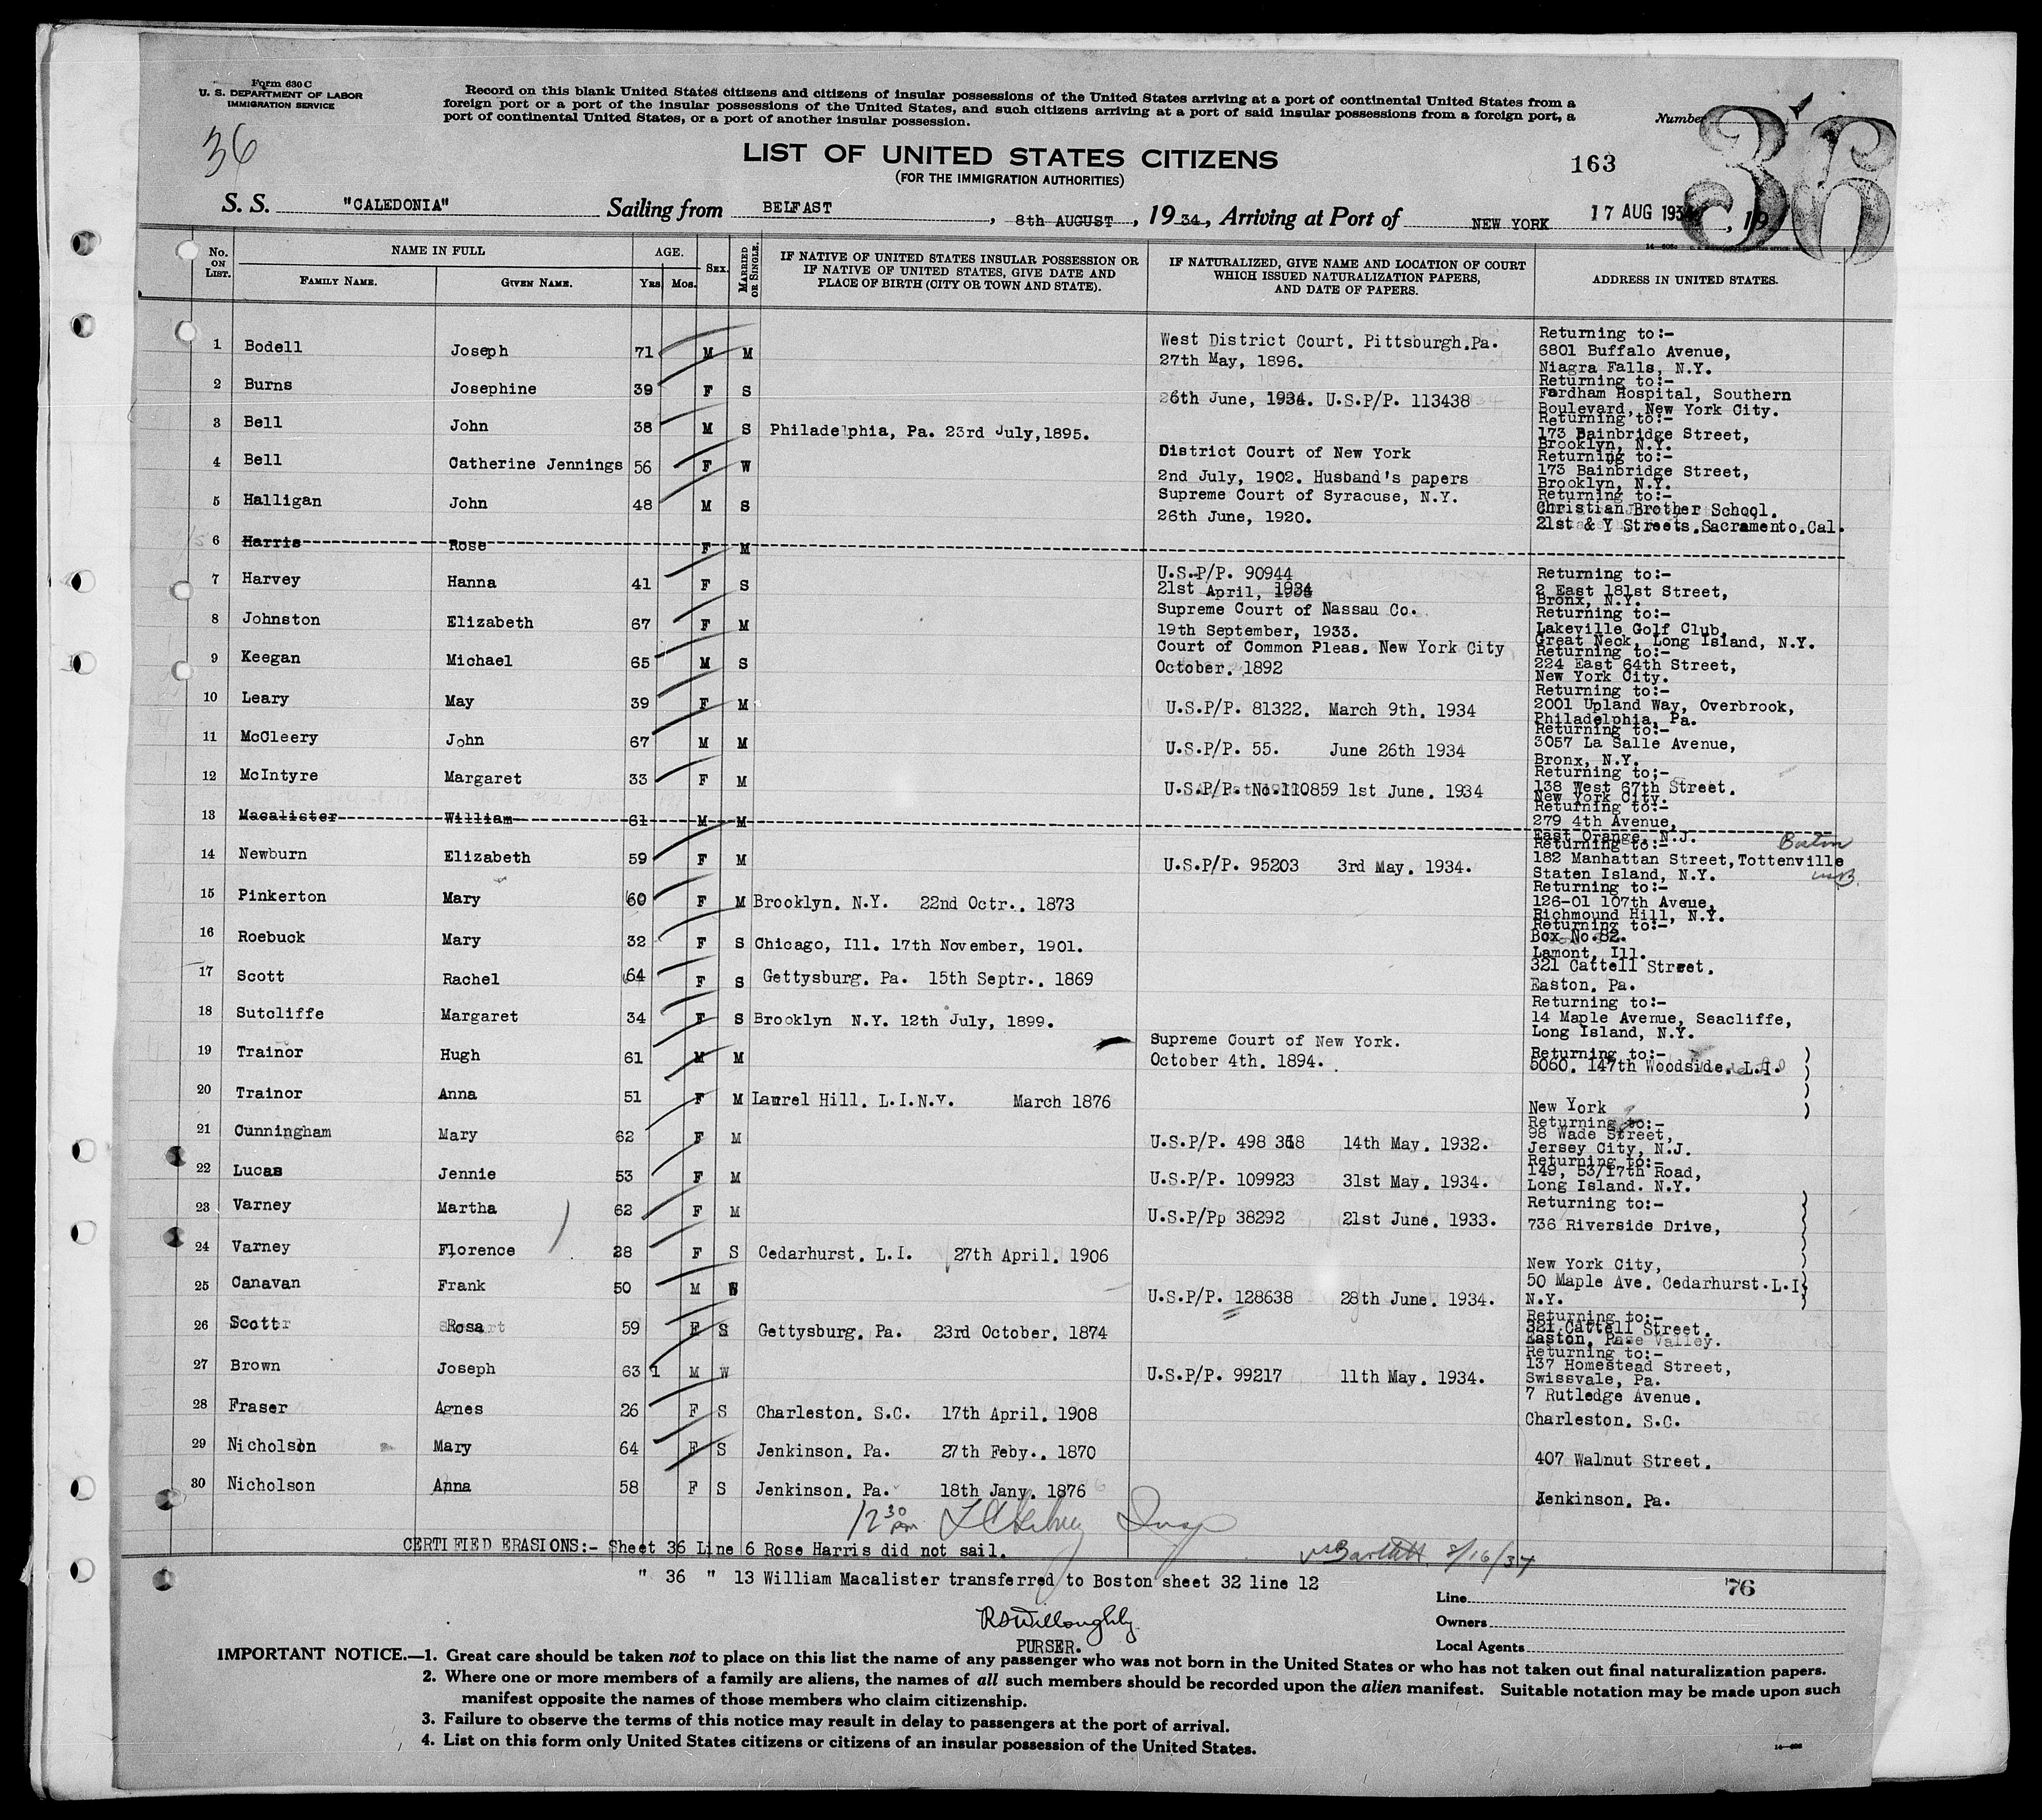 Form 630 C
U. S. DEPARTMENT OF LABOR
IMMIGRATION SERVICE
36
Record on this blank United States citizens and citizens of insular possessions of the United States arriving at a port of continental United States from a
foreign port or a port of the insular possessions of the United States, and such citizens arriving at a port of said insular possessions from a foreign port, a
port of continental United States, or a port of another insular possession.
Number
36
LIST OF UNITED STATES CITIZENS
(FOR THE IMMIGRATION AUTHORITIES)
163
S. S. "CALEDONIA" Sailing from BELFAST, 8th AUGUST, 1934, Arriving at Port of NEW YORK 17 AUG 1934, 19
No. ON LIST. NAME IN FULL FAMILY NAME. GIVEN NAME. AGE. Yrs. Mos. SEX. MARRIED OR SINGLE. IF NATIVE OF UNITED STATES INSULAR POSSESSION OR IF NATIVE OF UNITED STATES, GIVE DATE AND PLACE OF BIRTH (CITY OR TOWN AND STATE). IF NATURALIZED, GIVE NAME AND LOCATION OF COURT WHICH ISSUED NATURALIZATION PAPERS, AND DATE OF PAPERS. ADDRESS IN UNITED STATES.
1 Bodell Joseph 71 M M West District Court. Pittsburgh.Pa. 27th May, 1896. Returning to:- 6801 Buffalo Avenue, Niagra Falls, N.Y.
2 Burns Josephine 39 F S 26th June, 1934. U.S.P/P. 113438 Returning to:- Fordham Hospital, Southern Boulevard, New York City.
3 Bell John 38 M S Philadelphia, Pa. 23rd July,1895. Returning to:- 173 Bainbridge Street, Brooklyn, N.Y.
4 Bell Catherine Jennings 56 F W District Court of New York 2nd July, 1902. Husband's papers Returning to:- 173 Bainbridge Street, Brooklyn, N.Y.
5 Halligan John 48 M S Supreme Court of Syracuse, N.Y. 26th June, 1920. Returning to:- Christian Brother School. 21st & Y Streets.Sacramento.Cal.
6 Harris Rose F M
7 Harvey Hanna 41 F S U.S.P/P. 90944 21st April, 1934 Returning to:- 2 East 181st Street, Bronx, N.Y.
8 Johnston Elizabeth 67 F M Supreme Court of Nassau Co. 19th September, 1933. Returning to:- Lakeville Golf Club, Great Neck, Long Island, N.Y.
9 Keegan Michael 65 M S Court of Common Pleas. New York City October. 1892 Returning to:- 224 East 64th Street, New York City.
10 Leary May 39 F M U.S.P/P. 81322. March 9th, 1934 Returning to:- 2001 Upland Way, Overbrook, Philadelphia, Pa.
11 McCleery John 67 M M U.S.P/P. 55. June 26th 1934 Returning to:- 3057 La Salle Avenue, Bronx, N.Y.
12 McIntyre Margaret 33 F M U.S.P/P. No.110859 1st June. 1934 Returning to;- 138 West 67th Street. New York City.
13 Macalister William 61 M M Returning to:- 279 4th Avenue, East Orange, N.J.
14 Newburn Elizabeth 59 F M U.S.P/P. 95203 3rd May. 1934. Returning to:- 182 Manhattan Street,Tottenville Staten Island, N.Y.
15 Pinkerton Mary 60 F M Brooklyn. N.Y. 22nd Octr.. 1873 Returning to:- 126-01 107th Aveue, Richmound Hill, N.Y.
16 Roebuck Mary 32 F S Chicago, Ill. 17th November, 1901. Returning to:- Box No.82. Lamont, Ill.
17 Scott Rachel 64 F S Gettysburg. Pa. 15th Septr.. 1869 321 Cattell Street. Easton. Pa.
18 Sutcliffe Margaret 34 F S Brooklyn N.Y. 12th July, 1899. Returning to:- 14 Maple Avenue, Seacliffe, Long Island, N.Y.
19 Trainor Hugh 61 M M Supreme Court of New York. October 4th. 1894. Returning to:- 5060. 147th Woodside. L.I.
20 Trainor Anna 51 F M Laurel Hill. L.I.N.Y. March 1876 New York
21 Cunningham Mary 62 F M U.S.P/P. 498 368 14th May. 1932. Returning to:- 98 Wade Street, Jersey City, N.J.
22 Lucas Jennie 53 F M U.S.P/P. 109923 31st May. 1934. Returning to:- 149, 53/17th Road, Long Island. N.Y.
23 Varney Martha 62 F M U.S.P/Pp 38292 21st June. 1933. Returning to:- 736 Riverside Drive,
24 Varney Florence 28 F S Cedarhurst. L.I. 27th April. 1906 New York City,
25 Canavan Frank 50 M W U.S.P/P. 128638 28th June. 1934. 50 Maple Ave. Cedarhurst.L.I N.Y.
26 Scott Rosa 59 F S Gettysburg. Pa. 23rd October. 1874 Returning to:- 321 Cattell Street. Easton, Pa
27 Brown Joseph 63 1 M W U.S.P/P. 99217 11th May. 1934. Returning to:- 137 Homestead Street, Swissvale, Pa.
28 Fraser Agnes 26 F S Charleston. S.C. 17th April. 1908 7 Rutledge Avenue. Charleston. S.C.
29 Nicholson Mary 64 F S Jenkinson. Pa. 27th Feby.. 1870 407 Walnut Street.
30 Nicholson Anna 58 F S Jenkinson. Pa. 18th Jany. 1876 Jenkinson. Pa.
12 30 pm
CERTIFIED ERASIONS:- Sheet 36 Line 6 Rose Harris did not sail.
Bartlett 8/16/34
" 36 " 13 William Macalister transferred to Boston sheet 32 line 12
76
RSWilloughby
PURSER.
Line
Owners
Local Agents
IMPORTANT NOTICE.—1. Great care should be taken not to place on this list the name of any passenger who was not born in the United States or who has not taken out final naturalization papers.
2. Where one or more members of a family are aliens, the names of all such members should be recorded upon the alien manifest. Suitable notation may be made upon such
manifest opposite the names of those members who claim citizenship.
3. Failure to observe the terms of this notice may result in delay to passengers at the port of arrival.
4. List on this form only United States citizens or citizens of an insular possession of the United States.